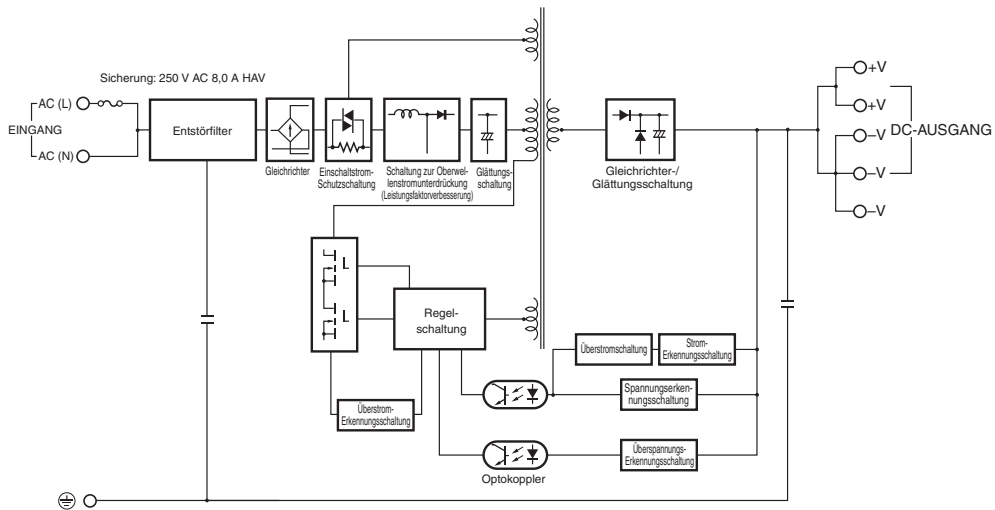 Sicherung: 250 V AC 8,0 A HAV
AC (L)
EINGANG
AC (N)
Entstörfilter
Gleichrichter
Einschaltstrom-
Schutzschaltung
Schaltung zur Oberwel-
lenstromunterdrückung
(Leistungsfaktorverbesserung)
Glättungs-
schaltung
Gleichrichter-/
Glättungsschaltung
+V
+V
–V
DC-AUSGANG
–V
–V
Regel-
schaltung
Überstromschaltung
Strom-
Erkennungsschaltung
Spannungserken-
nungsschaltung
Überstrom-
Erkennungsschaltung
Überspannungs-
Erkennungsschaltung
Optokoppler